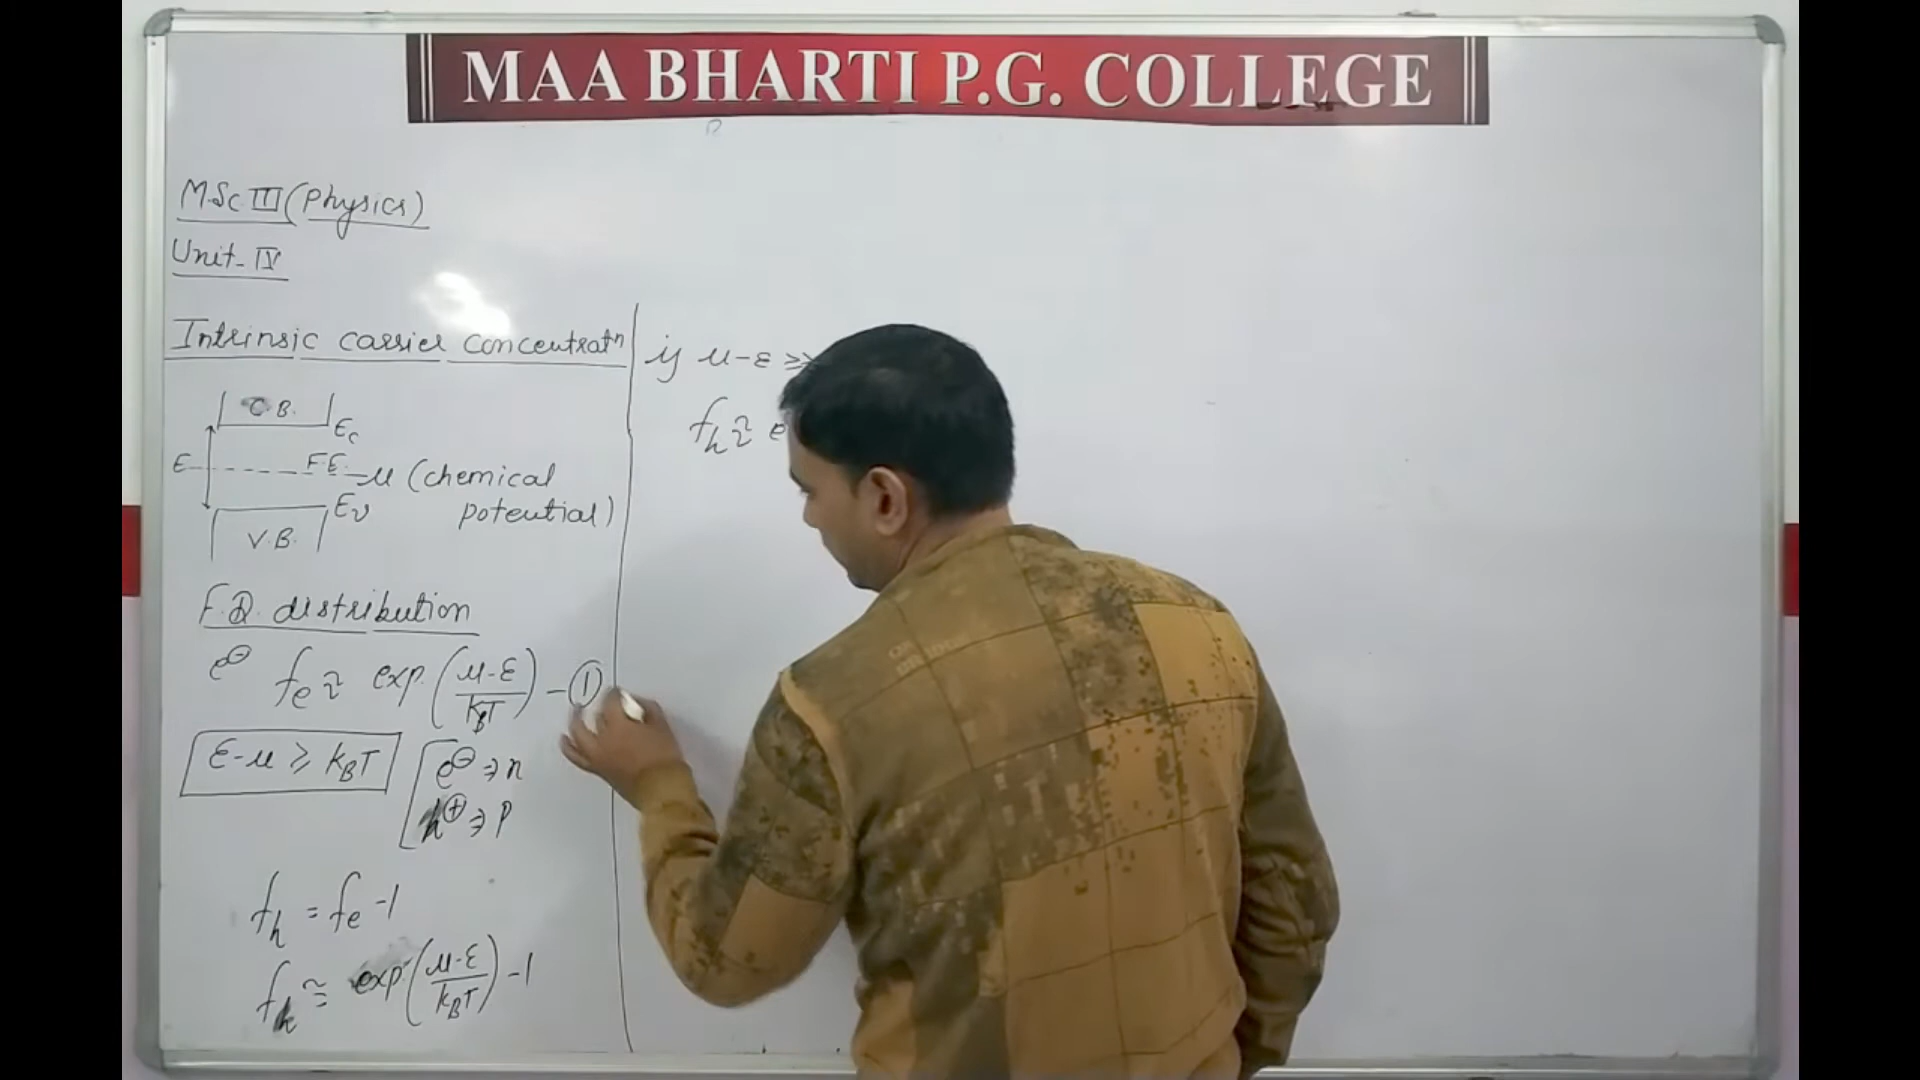 MAA BHARTI P.G. COLLEGE
M.Sc III (Physics)
Unit-IV
Intrinsic carrier concentratn
C.B.
Ec
E
F.E.
μ (chemical
potential)
Ev
V.B.
F.D. distribution
e⊖ fe ≈ exp. (μ-ε / kBT) - ①
ε-μ ≥ kBT
e⊖ ⇒ n
h⊕ ⇒ p
fh = fe -1
fh ≅ exp. (μ-ε / kBT) -1
if μ-ε >>
fh ≈ e